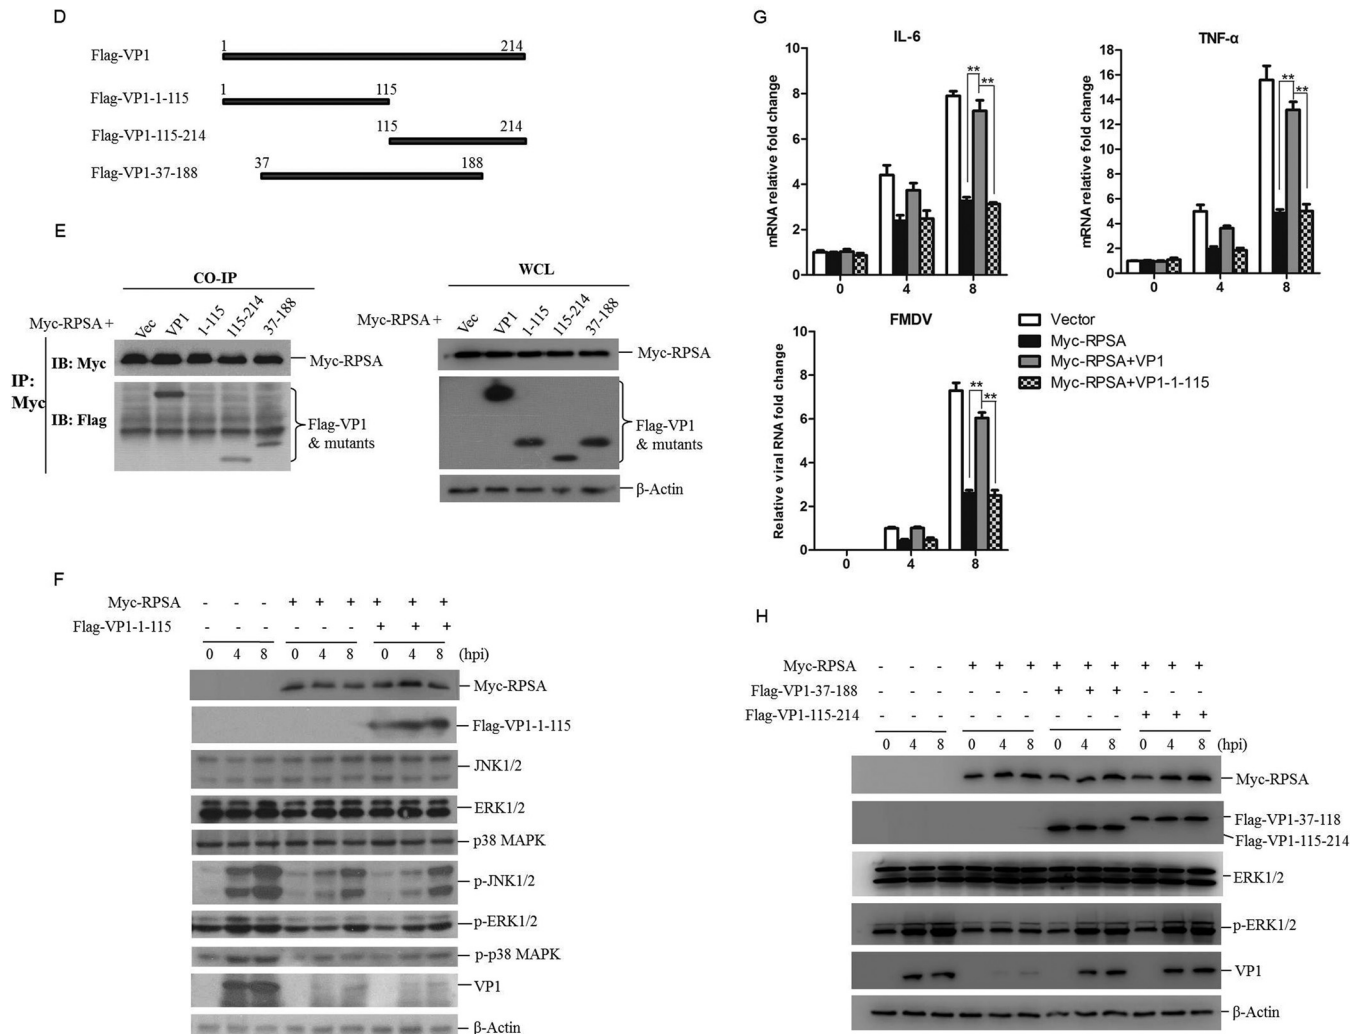 D
1 214
Flag-VP1
1 115
Flag-VP1-1-115
115 214
Flag-VP1-115-214
37 188
Flag-VP1-37-188
E
CO-IP
Myc-RPSA + Vec VP1 1-115 115-214 37-188
IP: Myc
IB: Myc
Myc-RPSA
IB: Flag
Flag-VP1
& mutants
WCL
Myc-RPSA + Vec VP1 1-115 115-214 37-188
Myc-RPSA
Flag-VP1
& mutants
β-Actin
F
Myc-RPSA - - - + + + + + +
Flag-VP1-1-115 - - - - - - + + +
0 4 8 0 4 8 0 4 8 (hpi)
Myc-RPSA
Flag-VP1-1-115
JNK1/2
ERK1/2
p38 MAPK
p-JNK1/2
p-ERK1/2
p-p38 MAPK
VP1
β-Actin
G
IL-6
mRNA relative fold change
10
8
6
4
2
0
** **
0 4 8
TNF-α
mRNA relative fold change
18
16
14
12
10
8
6
4
2
0
** **
0 4 8
FMDV
Relative viral RNA fold change
10
8
6
4
2
0
** **
0 4 8
Vector
Myc-RPSA
Myc-RPSA+VP1
Myc-RPSA+VP1-1-115
H
Myc-RPSA - - - + + + + + + + + +
Flag-VP1-37-188 - - - - - - + + + - - -
Flag-VP1-115-214 - - - - - - - - - + + +
0 4 8 0 4 8 0 4 8 0 4 8 (hpi)
Myc-RPSA
Flag-VP1-37-118
Flag-VP1-115-214
ERK1/2
p-ERK1/2
VP1
β-Actin